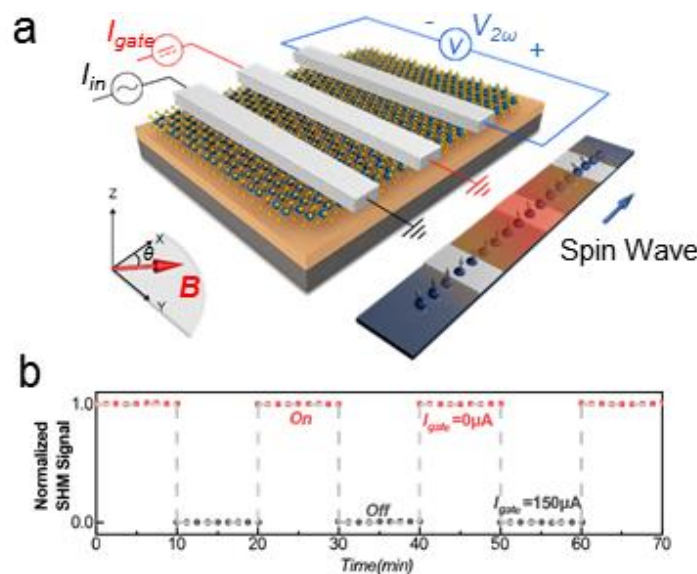 a
I_gate
I_in
-
V_2ω
+
V
Z
X
θ
B
Y
Spin Wave
b
Normalized
SHM Signal
1.0
0.0
On
I_gate=0μA
Off
I_gate=150μA
0 10 20 30 40 50 60 70
Time(min)